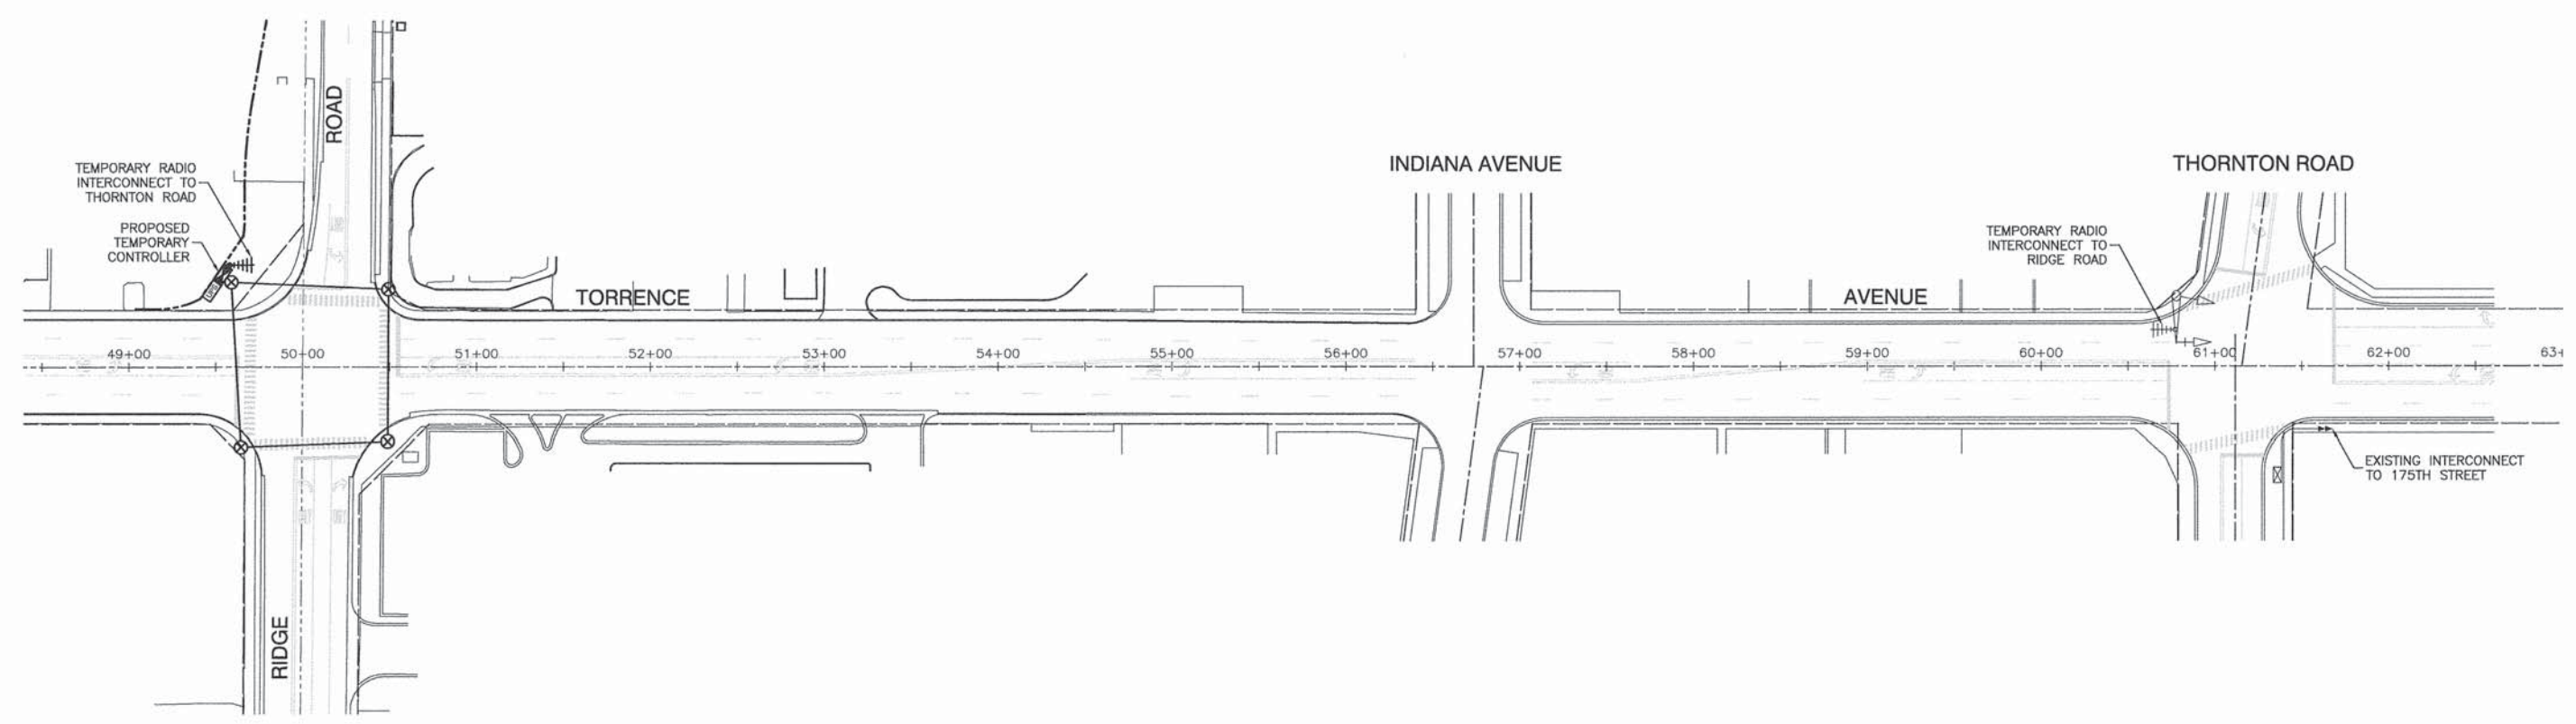 ROAD
TEMPORARY RADIO
INTERCONNECT TO
THORNTON ROAD
PROPOSED
TEMPORARY
CONTROLLER
UPS
INDIANA AVENUE
THORNTON ROAD
TEMPORARY RADIO
INTERCONNECT TO
RIDGE ROAD
TORRENCE
AVENUE
49+00 50+00 51+00 52+00 53+00 54+00 55+00 56+00 57+00 58+00 59+00 60+00 61+00 62+00
EXISTING INTERCONNECT
TO 175TH STREET
RIDGE